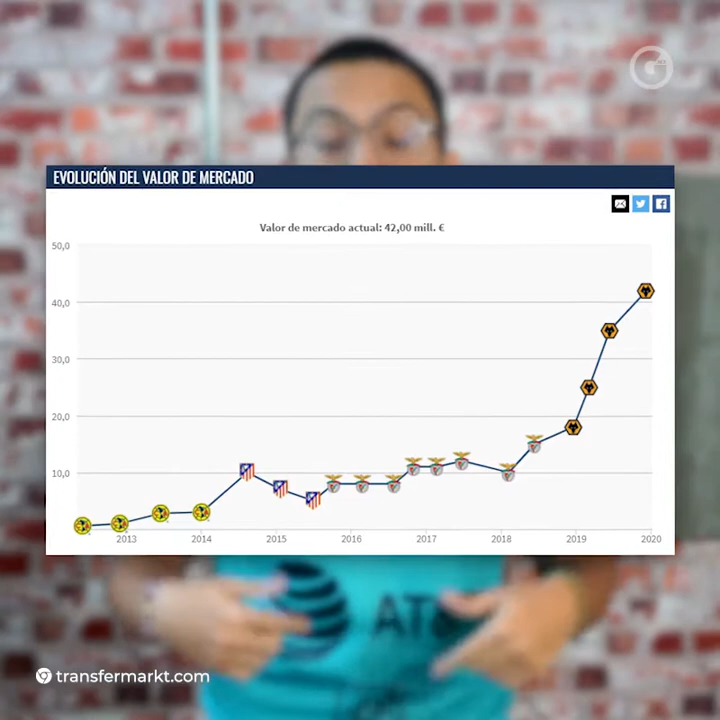 G
EVOLUCIÓN DEL VALOR DE MERCADO
Valor de mercado actual: 42,00 mill. €
50,0
40,0
30,0
20,0
10,0
2013 2014 2015 2016 2017 2018 2019 2020
AT
transfermarkt.com